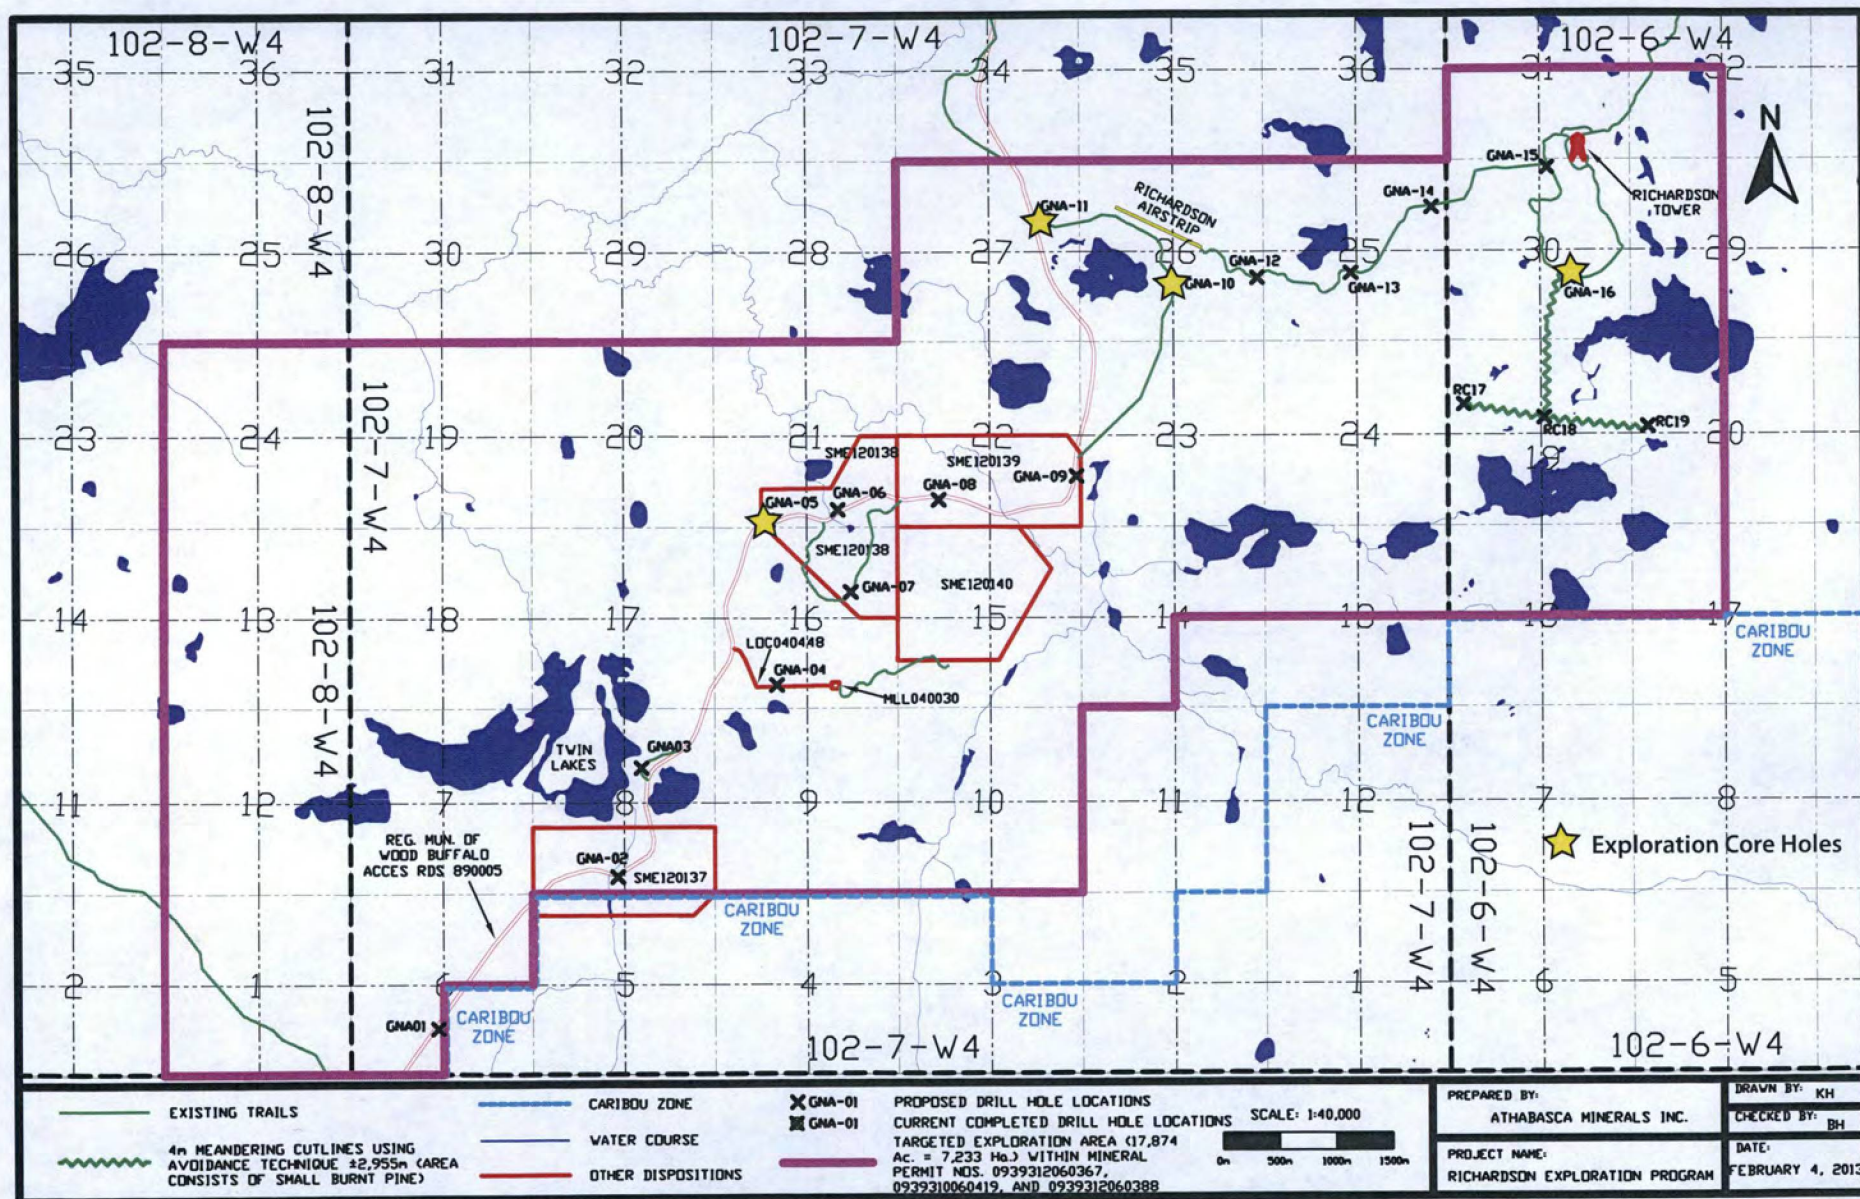 102-8-W4
102-7-W4
102-6-W4
35 36 31 32 33 34 35 36 31 32
102-8-W4
N
GNA-15
RICHARDSON
TOWER
GNA-14
RICHARDSON
AIRSTRIP
GNA-11
26 25 30 29 28 27 26 25 30 29
GNA-12
GNA-10
GNA-13
GNA-16
102-7-W4
RC17
RC18
RC19
23 24 19 20 21 22 23 24 19 20
SME120138
SME120139
GNA-09
GNA-08
GNA-06
GNA-05
SME120138
GNA-07
SME120140
102-8-W4
14 13 18 17 16 15 14 13 18 17
CARIBOU
ZONE
LOC040448
GNA-04
MLL040030
CARIBOU
ZONE
TWIN
LAKES
GNA03
11 12 7 8 9 10 11 12 7 8
REG. MUN. OF
WOOD BUFFALO
ACCES RDS 890005
GNA-02
SME120137
Exploration Core Holes
102-7-W4
102-6-W4
CARIBOU
ZONE
2 1 6 5 4 3 2 1 6 5
CARIBOU
ZONE
GNA01
CARIBOU
ZONE
102-7-W4
102-6-W4
EXISTING TRAILS
4m MEANDERING CUTLINES USING
AVOIDANCE TECHNIQUE ±2,955m (AREA
CONSISTS OF SMALL BURNT PINE)
CARIBOU ZONE
WATER COURSE
OTHER DISPOSITIONS
GNA-01 PROPOSED DRILL HOLE LOCATIONS
GNA-01 CURRENT COMPLETED DRILL HOLE LOCATIONS
TARGETED EXPLORATION AREA (17,874
Ac. = 7,233 Ha.) WITHIN MINERAL
PERMIT NOS. 0939312060367,
0939310060419, AND 0939312060388
SCALE: 1:40,000
0m 500m 1000m 1500m
PREPARED BY:
ATHABASCA MINERALS INC.
PROJECT NAME:
RICHARDSON EXPLORATION PROGRAM
DRAWN BY: KH
CHECKED BY: BH
DATE:
FEBRUARY 4, 2013